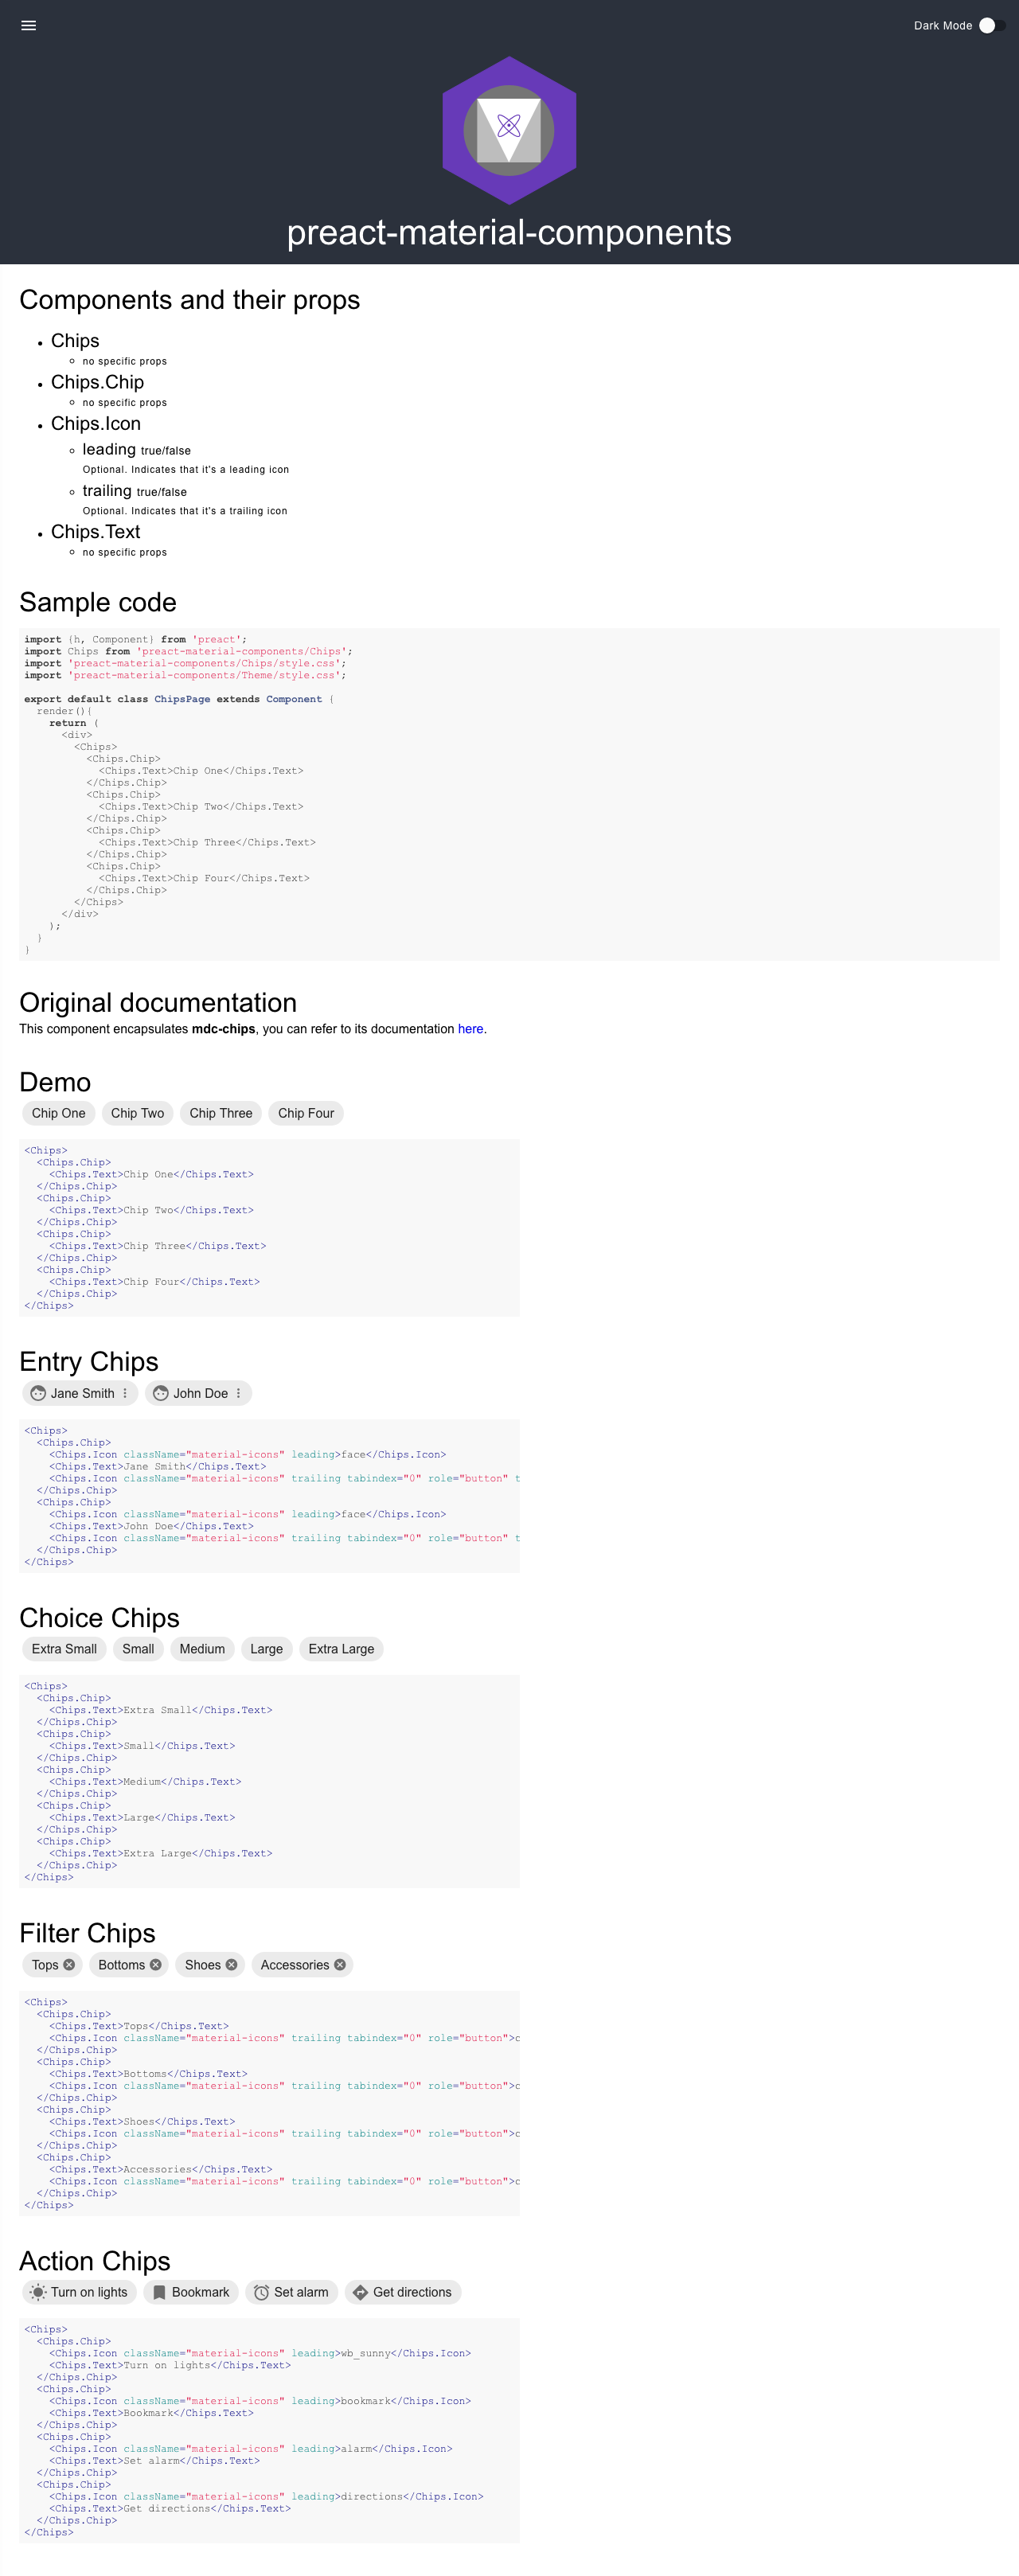 Dark Mode
preact-material-components
Components and their props
Chips
no specific props
Chips.Chip
no specific props
Chips.Icon
leading true/false
Optional. Indicates that it's a leading icon
trailing true/false
Optional. Indicates that it's a trailing icon
Chips.Text
no specific props
Sample code
import {h, Component} from 'preact';
import Chips from 'preact-material-components/Chips';
import 'preact-material-components/Chips/style.css';
import 'preact-material-components/Theme/style.css';
export default class ChipsPage extends Component {
render(){
return (
<div>
<Chips>
<Chips.Chip>
<Chips.Text>Chip One</Chips.Text>
</Chips.Chip>
<Chips.Chip>
<Chips.Text>Chip Two</Chips.Text>
</Chips.Chip>
<Chips.Chip>
<Chips.Text>Chip Three</Chips.Text>
</Chips.Chip>
<Chips.Chip>
<Chips.Text>Chip Four</Chips.Text>
</Chips.Chip>
</Chips>
</div>
);
}
}
Original documentation
This component encapsulates mdc-chips, you can refer to its documentation here.
Demo
Chip One Chip Two Chip Three Chip Four
<Chips>
<Chips.Chip>
<Chips.Text>Chip One</Chips.Text>
</Chips.Chip>
<Chips.Chip>
<Chips.Text>Chip Two</Chips.Text>
</Chips.Chip>
<Chips.Chip>
<Chips.Text>Chip Three</Chips.Text>
</Chips.Chip>
<Chips.Chip>
<Chips.Text>Chip Four</Chips.Text>
</Chips.Chip>
</Chips>
Entry Chips
Jane Smith John Doe
<Chips>
<Chips.Chip>
<Chips.Icon className="material-icons" leading>face</Chips.Icon>
<Chips.Text>Jane Smith</Chips.Text>
<Chips.Icon className="material-icons" trailing tabindex="0" role="button" t
</Chips.Chip>
<Chips.Chip>
<Chips.Icon className="material-icons" leading>face</Chips.Icon>
<Chips.Text>John Doe</Chips.Text>
<Chips.Icon className="material-icons" trailing tabindex="0" role="button" t
</Chips.Chip>
</Chips>
Choice Chips
Extra Small Small Medium Large Extra Large
<Chips>
<Chips.Chip>
<Chips.Text>Extra Small</Chips.Text>
</Chips.Chip>
<Chips.Chip>
<Chips.Text>Small</Chips.Text>
</Chips.Chip>
<Chips.Chip>
<Chips.Text>Medium</Chips.Text>
</Chips.Chip>
<Chips.Chip>
<Chips.Text>Large</Chips.Text>
</Chips.Chip>
<Chips.Chip>
<Chips.Text>Extra Large</Chips.Text>
</Chips.Chip>
</Chips>
Filter Chips
Tops Bottoms Shoes Accessories
<Chips>
<Chips.Chip>
<Chips.Text>Tops</Chips.Text>
<Chips.Icon className="material-icons" trailing tabindex="0" role="button">c
</Chips.Chip>
<Chips.Chip>
<Chips.Text>Bottoms</Chips.Text>
<Chips.Icon className="material-icons" trailing tabindex="0" role="button">c
</Chips.Chip>
<Chips.Chip>
<Chips.Text>Shoes</Chips.Text>
<Chips.Icon className="material-icons" trailing tabindex="0" role="button">c
</Chips.Chip>
<Chips.Chip>
<Chips.Text>Accessories</Chips.Text>
<Chips.Icon className="material-icons" trailing tabindex="0" role="button">c
</Chips.Chip>
</Chips>
Action Chips
Turn on lights Bookmark Set alarm Get directions
<Chips>
<Chips.Chip>
<Chips.Icon className="material-icons" leading>wb_sunny</Chips.Icon>
<Chips.Text>Turn on lights</Chips.Text>
</Chips.Chip>
<Chips.Chip>
<Chips.Icon className="material-icons" leading>bookmark</Chips.Icon>
<Chips.Text>Bookmark</Chips.Text>
</Chips.Chip>
<Chips.Chip>
<Chips.Icon className="material-icons" leading>alarm</Chips.Icon>
<Chips.Text>Set alarm</Chips.Text>
</Chips.Chip>
<Chips.Chip>
<Chips.Icon className="material-icons" leading>directions</Chips.Icon>
<Chips.Text>Get directions</Chips.Text>
</Chips.Chip>
</Chips>